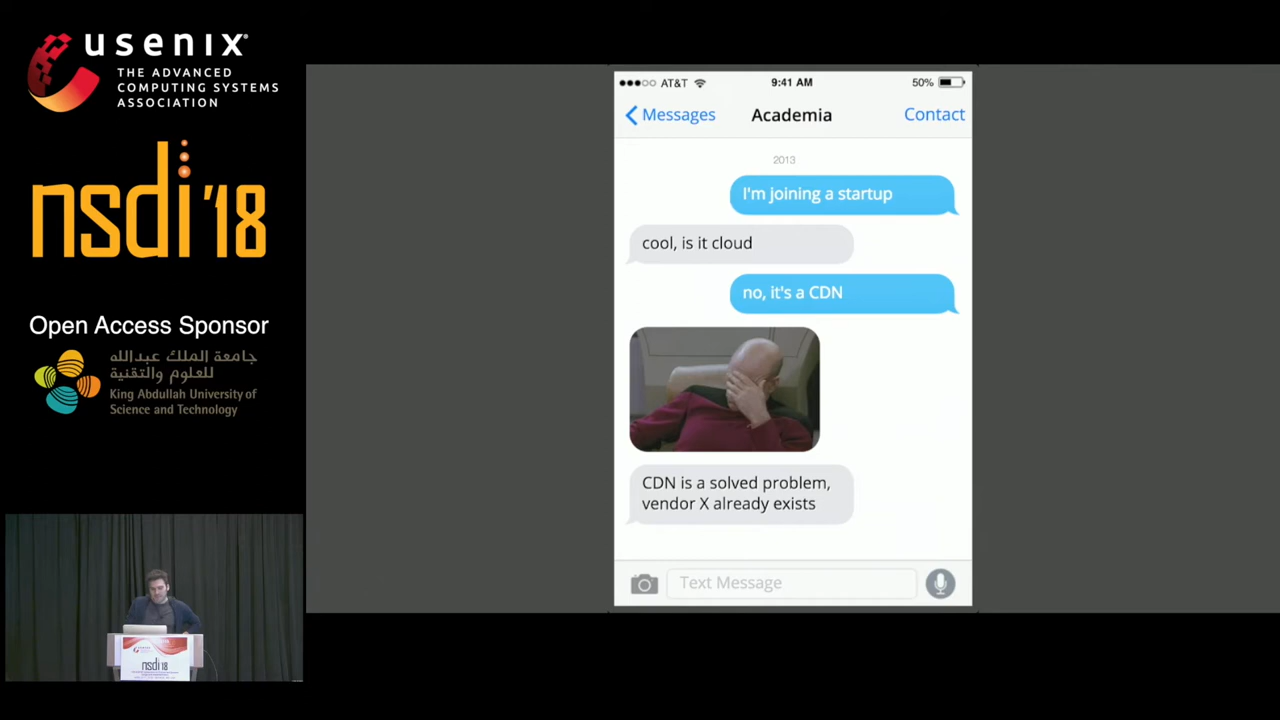 usenix
THE ADVANCED
COMPUTING SYSTEMS
ASSOCIATION
nsdi '18
Open Access Sponsor
جامعة الملك عبدالله
للعلوم والتقنية
King Abdullah University of
Science and Technology
AT&T 9:41 AM 50%
Messages Academia Contact
2013
I'm joining a startup
cool, is it cloud
no, it's a CDN
CDN is a solved problem,
vendor X already exists
Text Message
nsdi'18